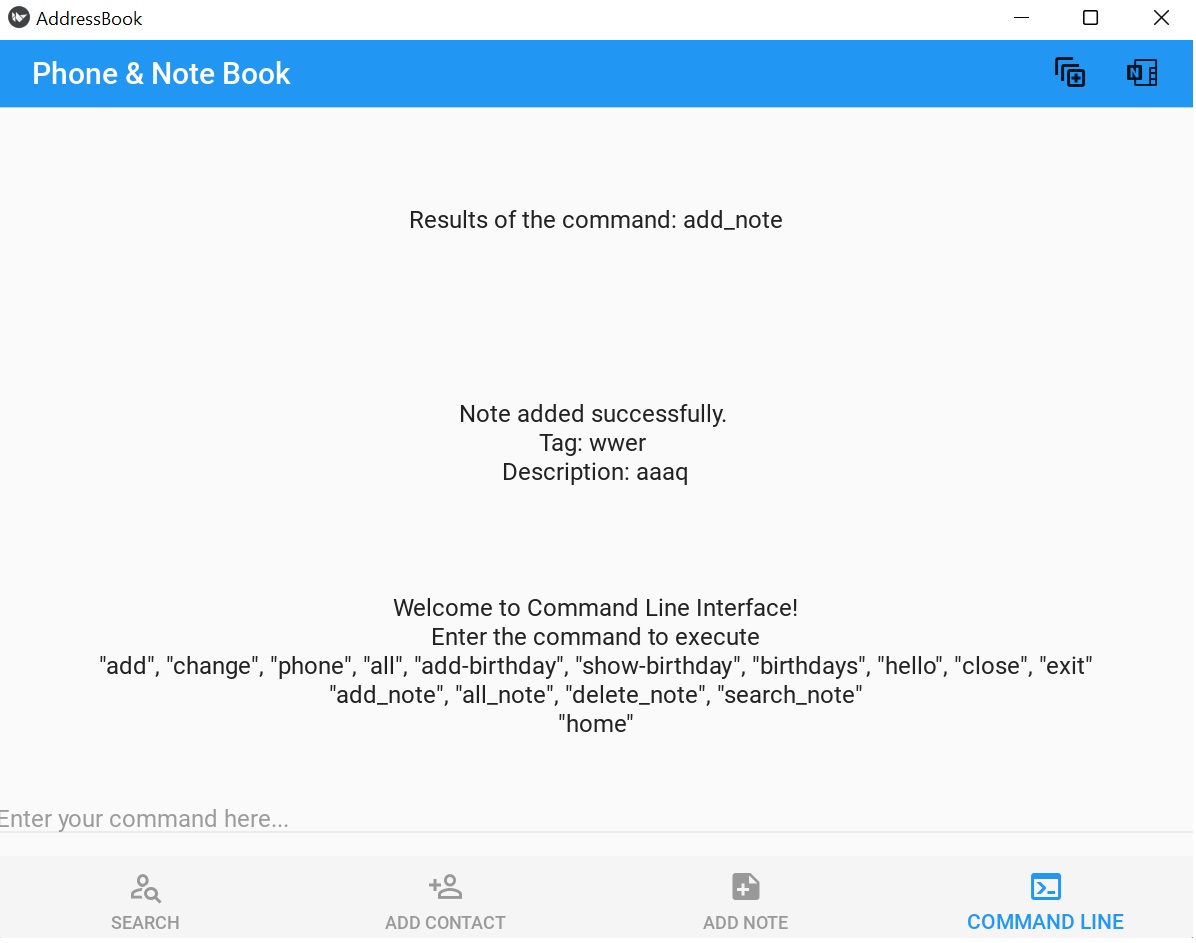 AddressBook
Phone & Note Book
N
Results of the command: add_note
Note added successfully.
Tag: wwer
Description: aaaq
Welcome to Command Line Interface!
Enter the command to execute
"add", "change", "phone", "all", "add-birthday", "show-birthday", "birthdays", "hello", "close", "exit"
"add_note", "all_note", "delete_note", "search_note"
"home"
Enter your command here...
SEARCH
ADD CONTACT
ADD NOTE
COMMAND LINE